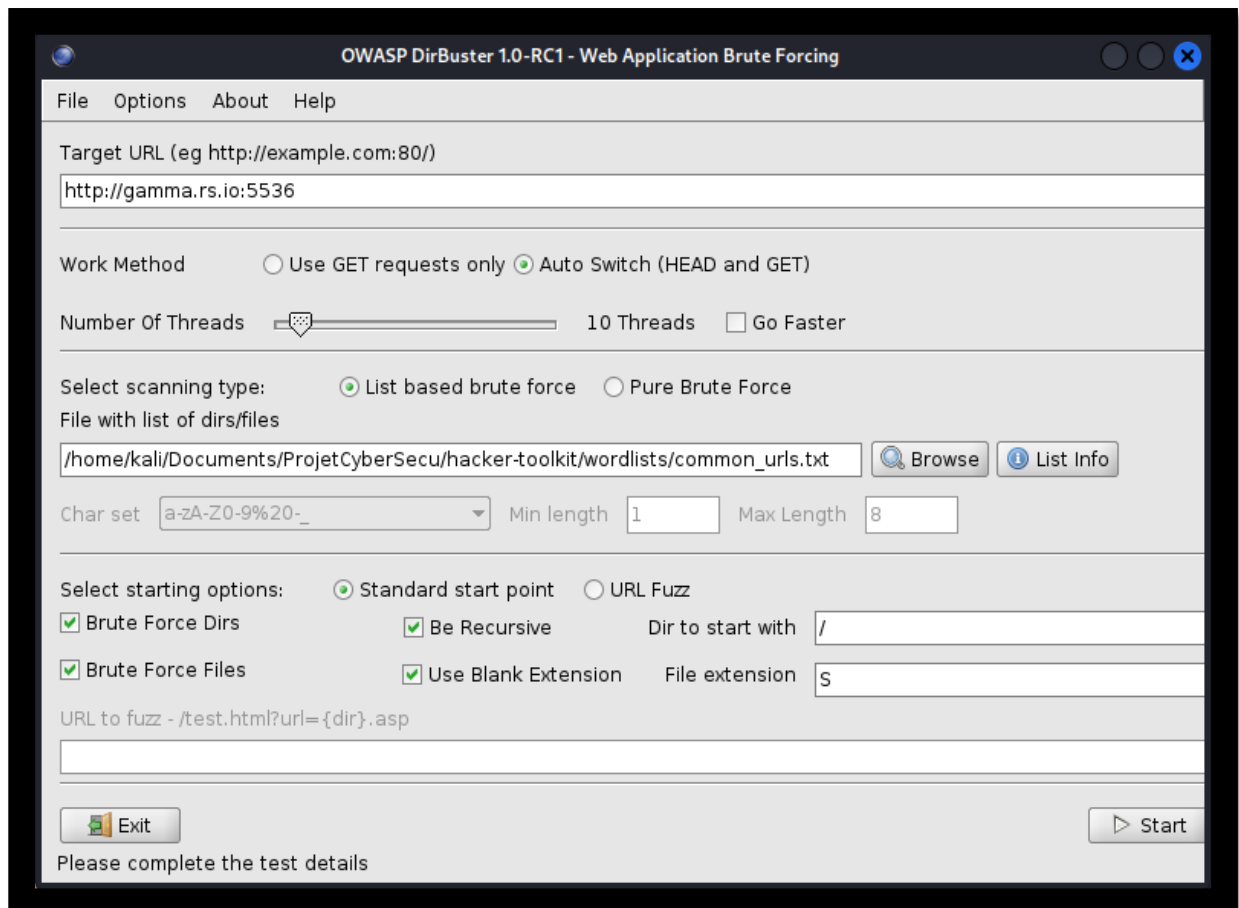 OWASP DirBuster 1.0-RC1 - Web Application Brute Forcing
File Options About Help
Target URL (eg http://example.com:80/)
http://gamma.rs.io:5536
Work Method Use GET requests only Auto Switch (HEAD and GET)
Number Of Threads 10 Threads Go Faster
Select scanning type: List based brute force Pure Brute Force
File with list of dirs/files
/home/kali/Documents/ProjetCyberSecu/hacker-toolkit/wordlists/common_urls.txt Browse List Info
Char set a-zA-Z0-9%20-_ Min length 1 Max Length 8
Select starting options: Standard start point URL Fuzz
Brute Force Dirs Be Recursive Dir to start with /
Brute Force Files Use Blank Extension File extension S
URL to fuzz - /test.html?url={dir}.asp
Exit Start
Please complete the test details